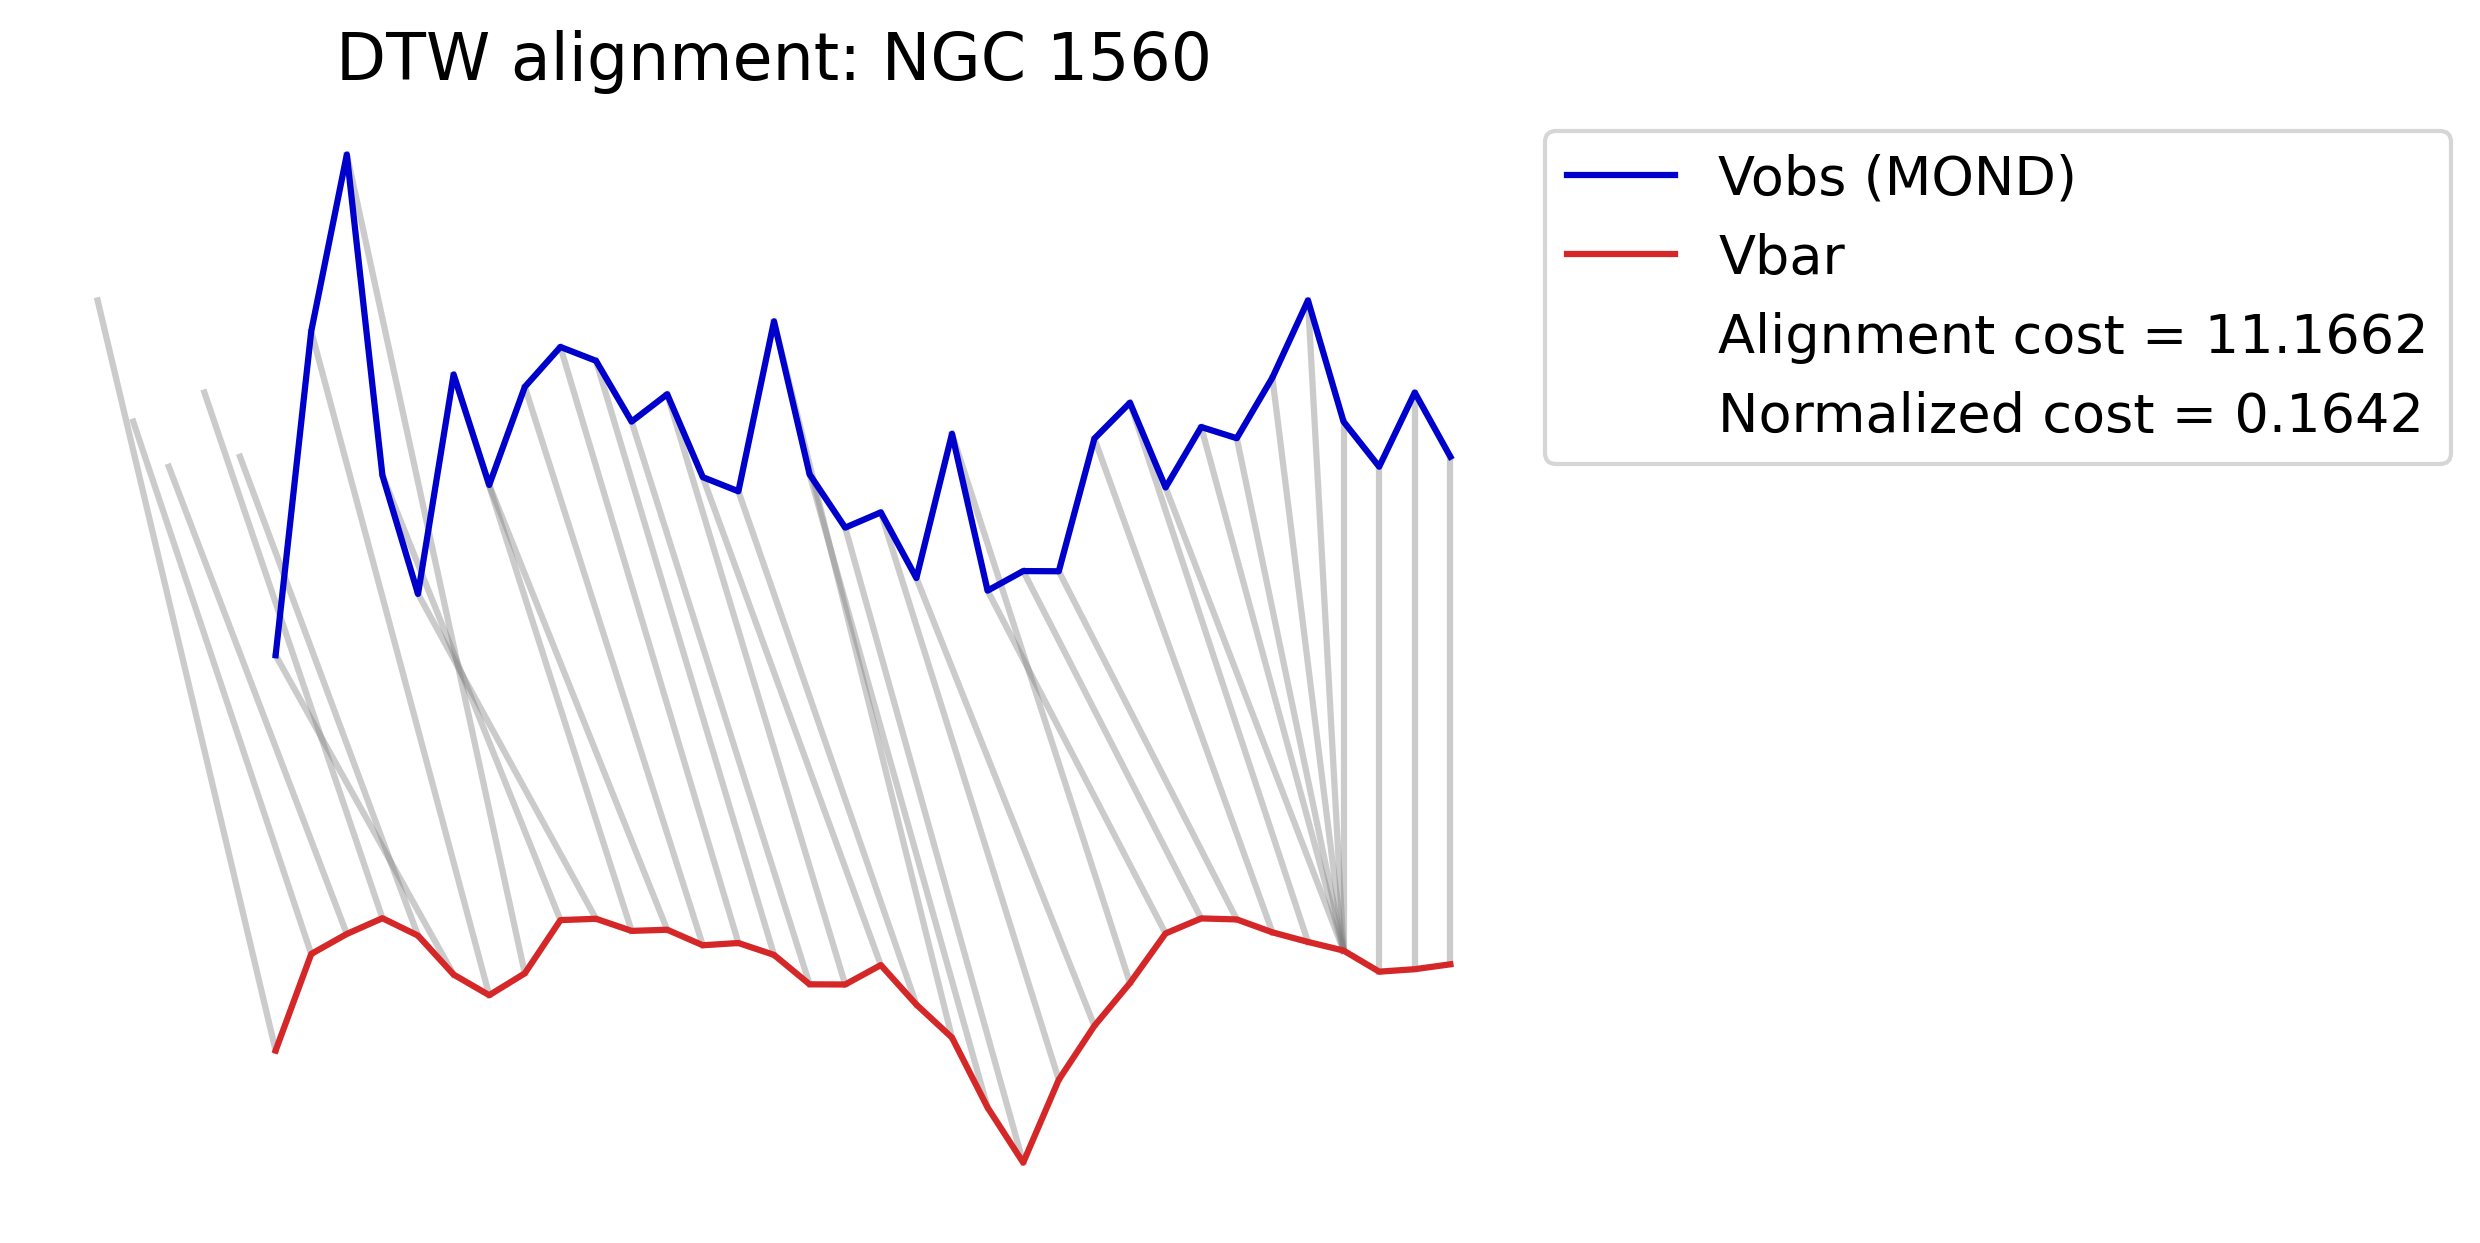 DTW alignment: NGC 1560
Vobs (MOND)
Vbar
Alignment cost = 11.1662
Normalized cost = 0.1642